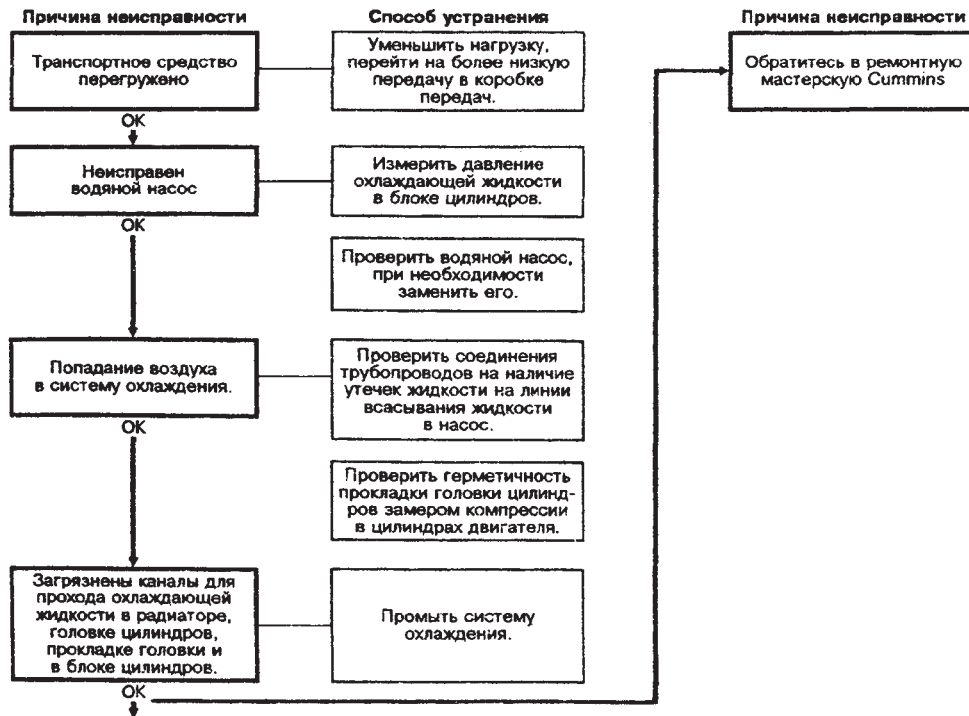 Причина неисправности
Способ устранения
Причина неисправности
Транспортное средство
перегружено
Уменьшить нагрузку,
перейти на более низкую
передачу в коробке
передач.
Обратитесь в ремонтную
мастерскую Cummins
OK
Неисправен
водяной насос
Измерить давление
охлаждающей жидкости
в блоке цилиндров.
OK
Проверить водяной насос,
при необходимости
заменить его.
Попадание воздуха
в систему охлаждения.
Проверить соединения
трубопроводов на наличие
утечек жидкости на линии
всасывания жидкости
в насос.
OK
Проверить герметичность
прокладки головки цилинд-
ров замером компрессии
в цилиндрах двигателя.
Загрязнены каналы для
прохода охлаждающей
жидкости в радиаторе,
головке цилиндров,
прокладке головки и
в блоке цилиндров.
Промыть систему
охлаждения.
OK